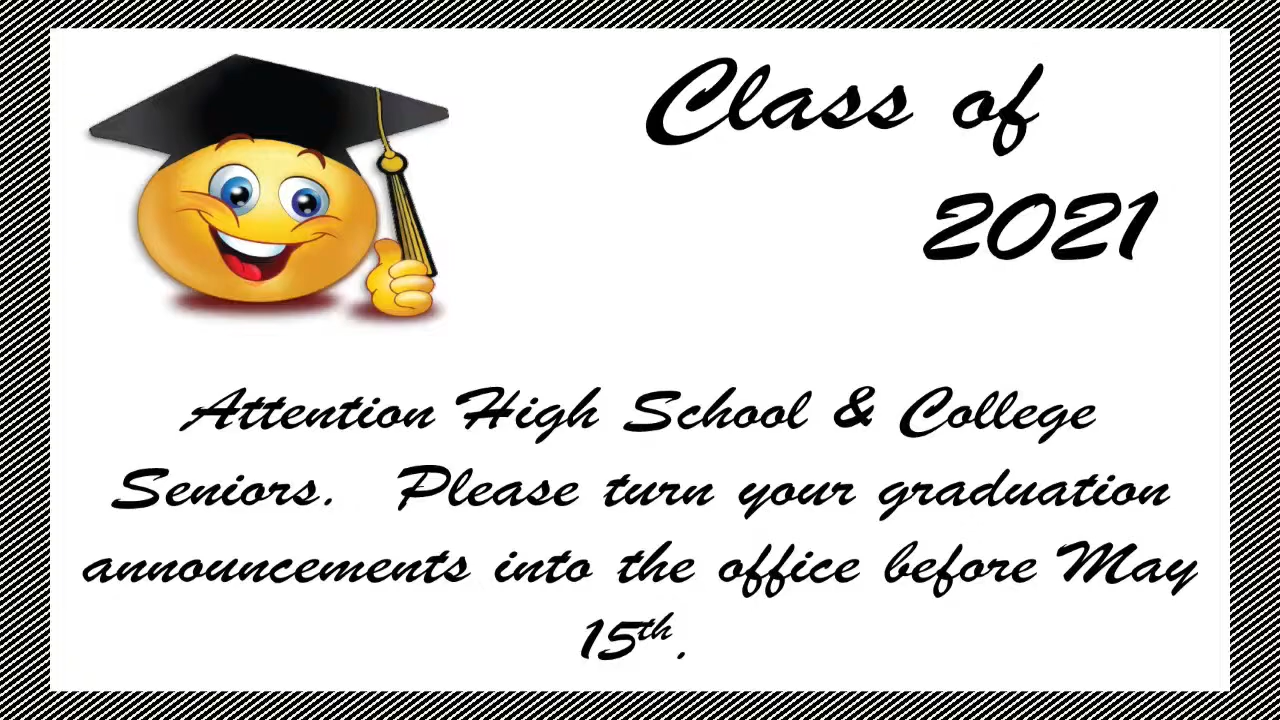 Class of
2021
Attention High School & College
Seniors. Please turn your graduation
announcements into the office before May
15th.